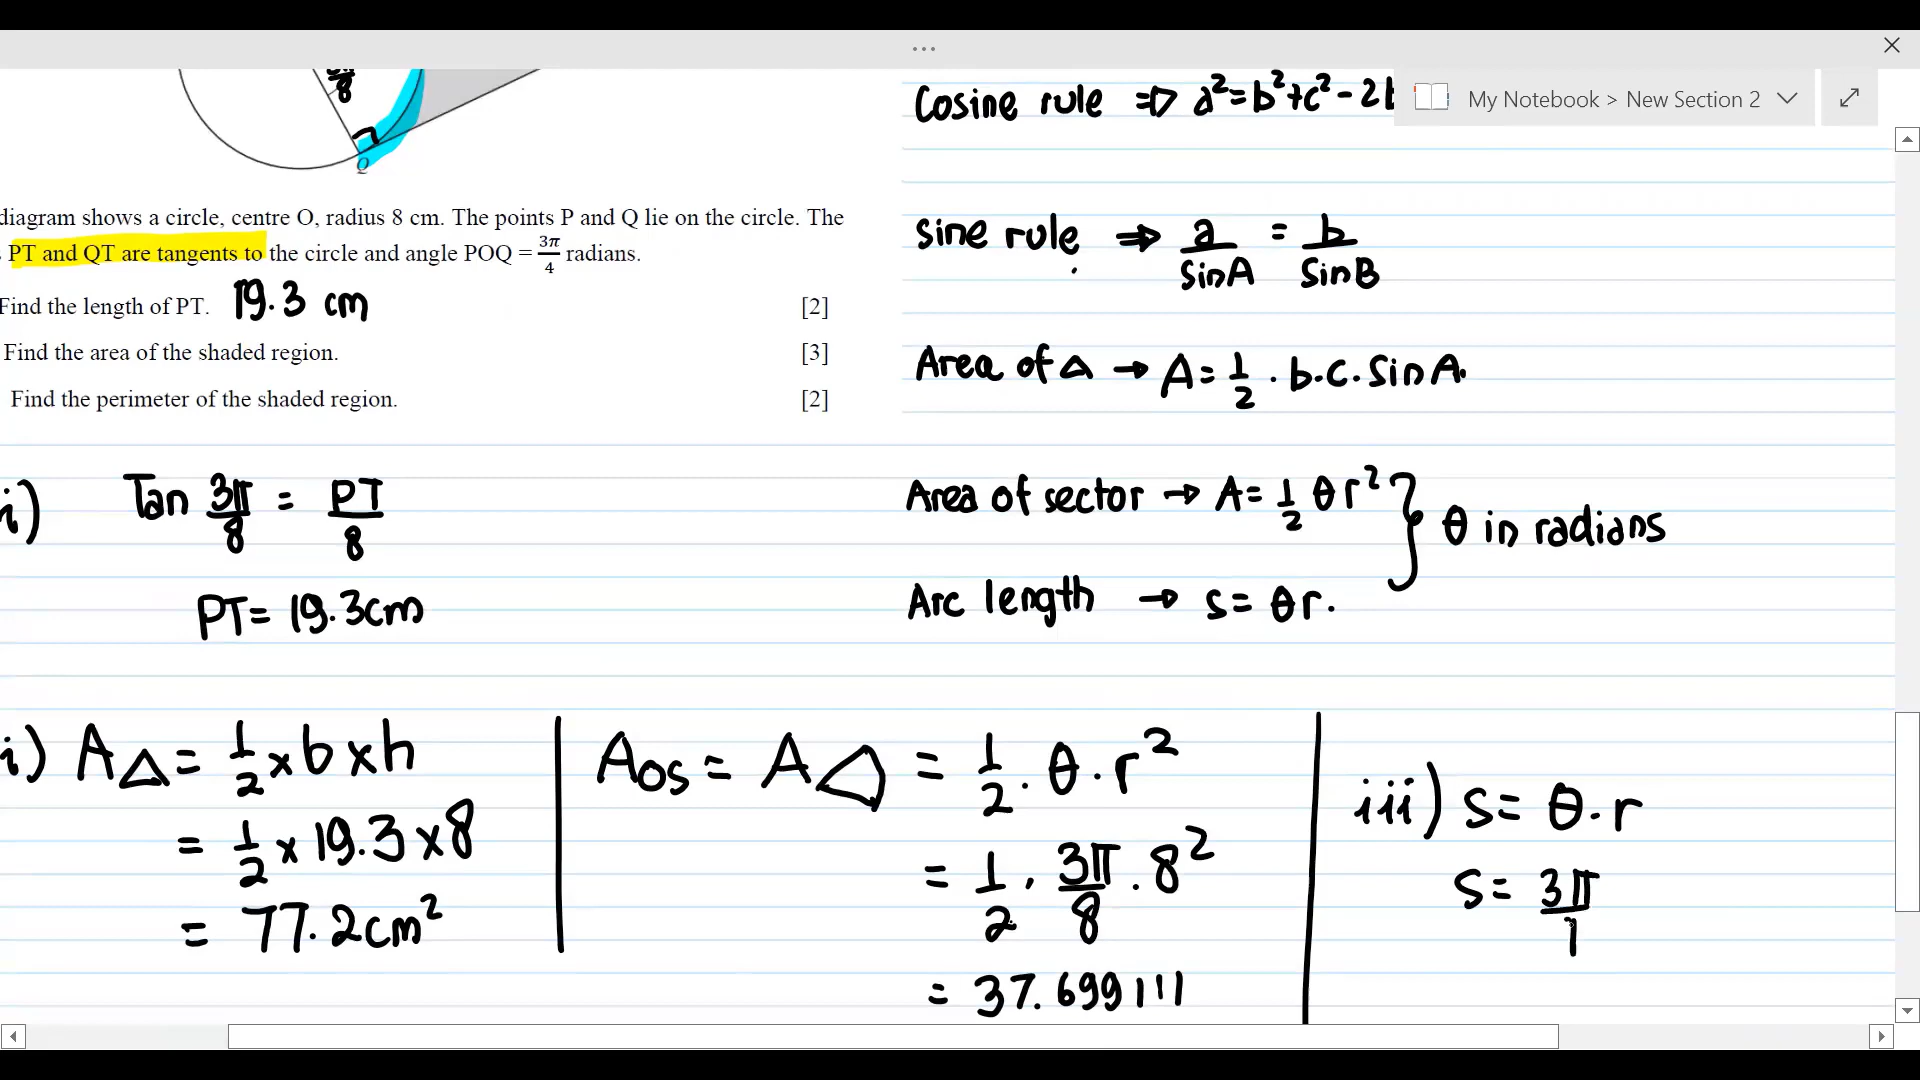 ...
My Notebook > New Section 2
3π/8
Q
Cosine rule ⇒ a²=b²+c²-2b
diagram shows a circle, centre O, radius 8 cm. The points P and Q lie on the circle. The
PT and QT are tangents to the circle and angle POQ = 3π/4 radians.
Find the length of PT. 19.3 cm [2]
Find the area of the shaded region. [3]
Find the perimeter of the shaded region. [2]
sine rule ⇒ a/sinA = b/sinB
Area of Δ → A= 1/2 . b.c.sinA.
Area of sector → A= 1/2 θr² } θ in radians
Arc length → s= θr.
i) Tan 3π/8 = PT/8
PT= 19.3cm
i) A△= 1/2 xbxh
= 1/2 x 19.3x8
= 77.2cm²
Aos = A = 1/2 . θ.r²
= 1/2 . 3π/8 . 8²
= 37.699111
iii) s= θ.r
s= 3π